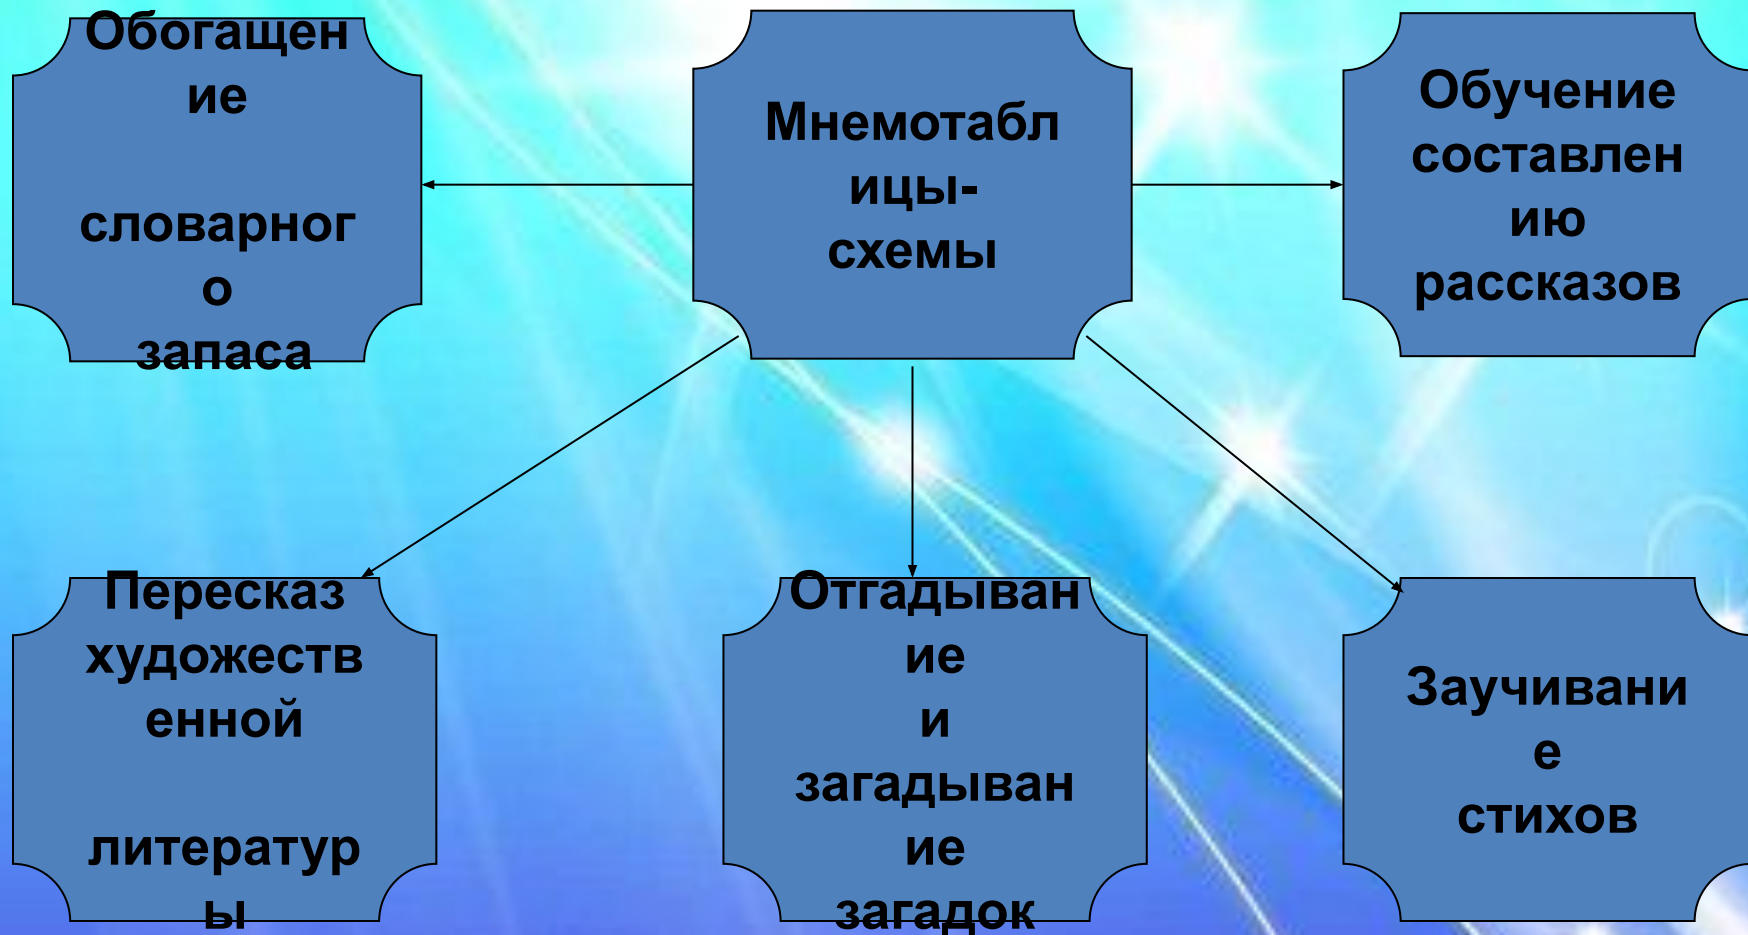 Обогащен
ие
словарног
о
запаса
Мнемотабл
ицы-
схемы
Обучение
составлен
ию
рассказов
Пересказ
художеств
енной
литератур
ы
Отгадыван
ие
и
загадыван
ие
загадок
Заучивани
е
стихов